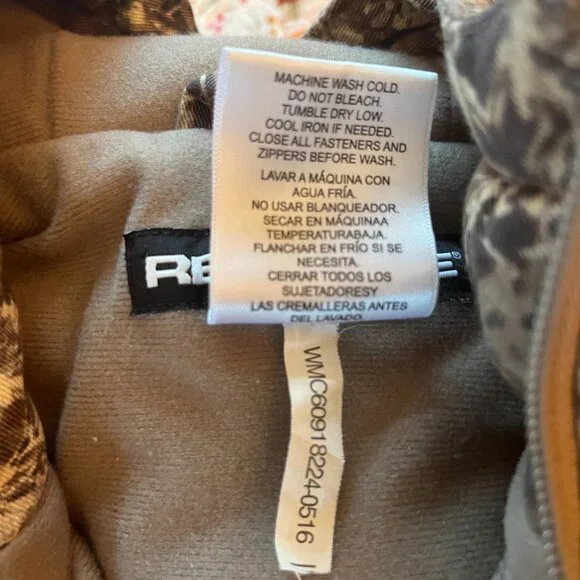 MACHINE WASH COLD.
DO NOT BLEACH.
TUMBLE DRY LOW.
COOL IRON IF NEEDED.
CLOSE ALL FASTENERS AND
ZIPPERS BEFORE WASH.
LAVAR A MÁQUINA CON
AGUA FRÍA.
NO USAR BLANQUEADOR.
SECAR EN MÁQUINAA
TEMPERATURABAJA.
FLANCHAR EN FRÍO SI SE
NECESITA.
CERRAR TODOS LOS
SUJETADORESY
LAS CREMALLERAS ANTES
DEL LAVADO.
WMC60918224-0516